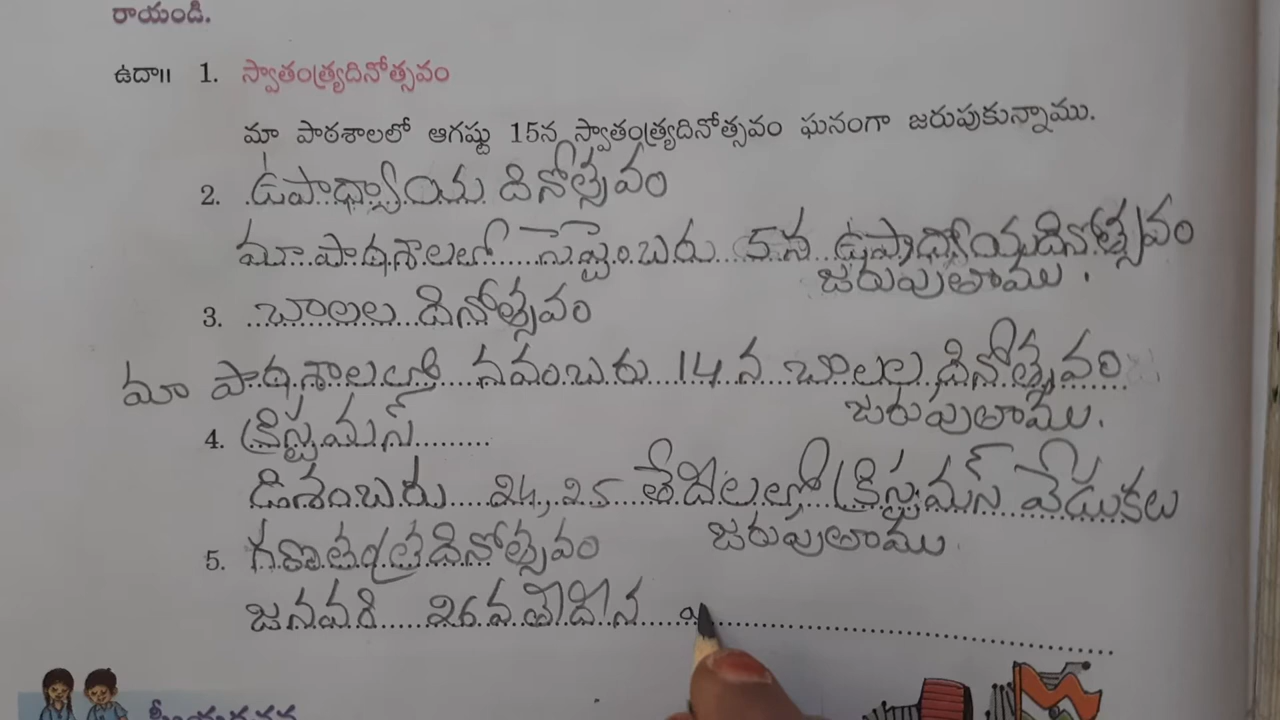 రాయండి.
ఉదా॥ 1. స్వాతంత్ర్యదినోత్సవం
మా పాఠశాలలో ఆగష్టు 15న స్వాతంత్ర్యదినోత్సవం ఘనంగా జరుపుకున్నాము.
2. ఉపాధ్యాయ దినోత్సవం
మా పాఠశాలలో సెప్టెంబరు 5న ఉపాధ్యాయదినోత్సవం
జరుపుతాము.
3. బాలల దినోత్సవం
మా పాఠశాలలో నవంబరు 14న బాలల దినోత్సవం
జరుపుతాము.
4. క్రిస్టమస్
డిశంబరు 24, 25 తేదీలలో క్రిస్టమస్ వేడుకలు
జరుపుతాము
5. గణతంత్రదినోత్సవం
జనవరి 26వ తేదీన